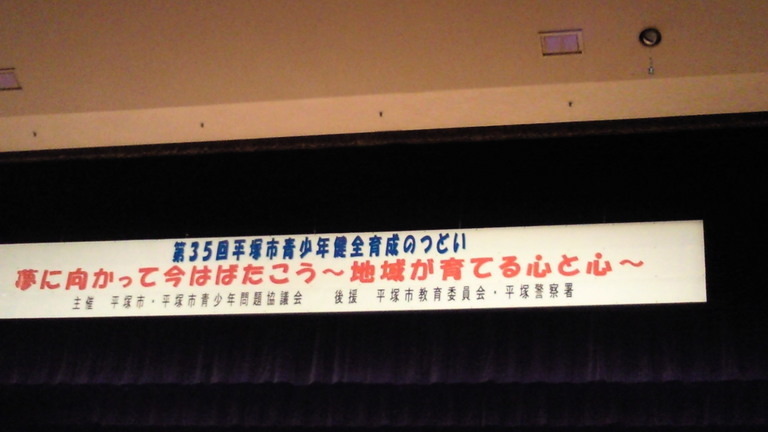 第35回平塚市青少年健全育成のつどい
夢に向かって今はばたこう～地域が育てる心と心～
主催　平塚市・平塚市青少年問題協議会　　後援　平塚市教育委員会・平塚警察署